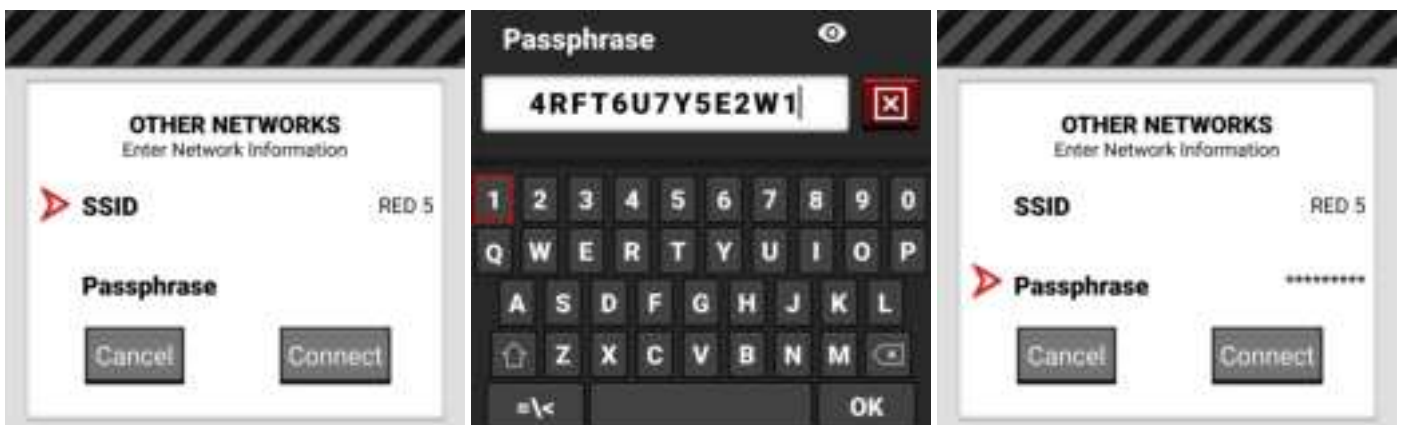 OTHER NETWORKS
Enter Network Information
SSID RED 5
Passphrase
Cancel Connect
Passphrase
4RFT6U7Y5E2W1
1 2 3 4 5 6 7 8 9 0
Q W E R T Y U I O P
A S D F G H J K L
Z X C V B N M
=\< OK
OTHER NETWORKS
Enter Network Information
SSID RED 5
Passphrase *********
Cancel Connect